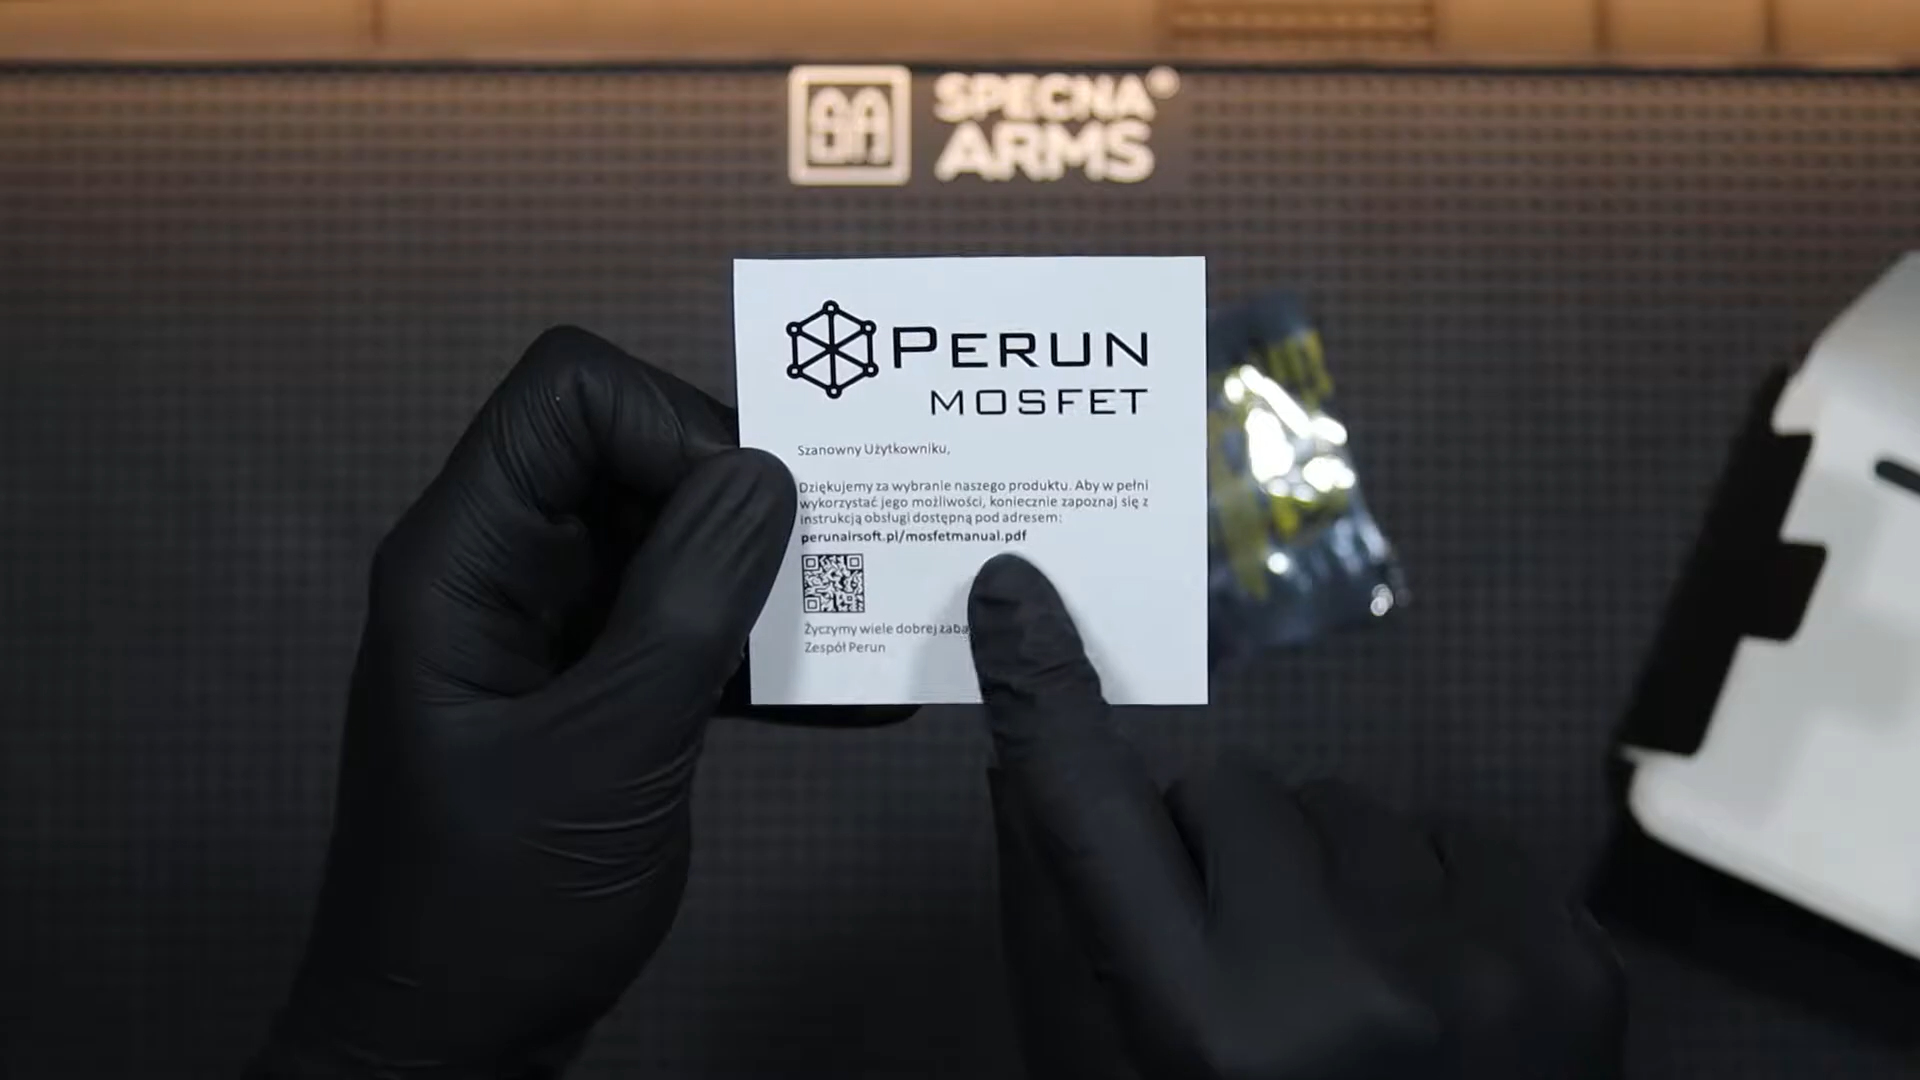 SPECNA
ARMS®
PERUN
MOSFET
Szanowny Użytkowniku,
Dziękujemy za wybranie naszego produktu. Aby w pełni
wykorzystać jego możliwości, koniecznie zapoznaj się z
instrukcją obsługi dostępną pod adresem:
perunairsoft.pl/mosfetmanual.pdf
Życzymy wiele dobrej
Zespół Perun